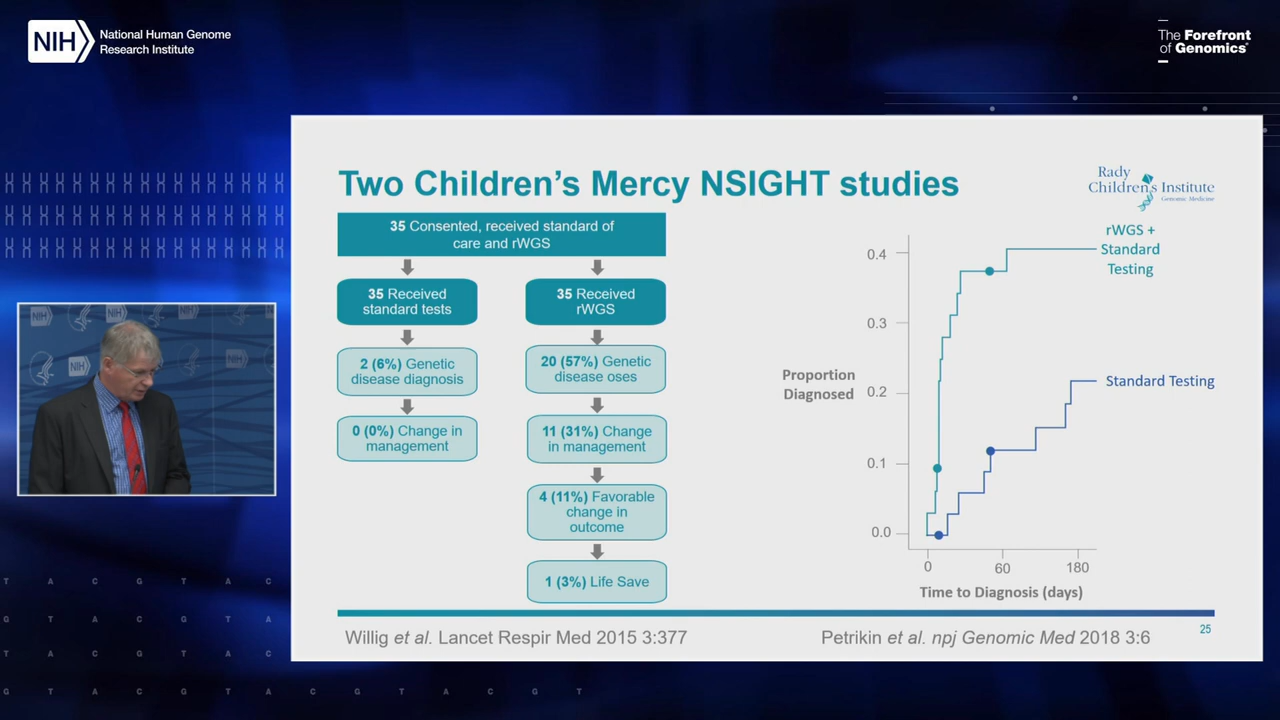 NIH
National Human Genome
Research Institute
The Forefront
of Genomics®
Two Children's Mercy NSIGHT studies
Rady
Children's Institute
Genomic Medicine
35 Consented, received standard of
care and rWGS
35 Received
standard tests
35 Received
rWGS
2 (6%) Genetic
disease diagnosis
20 (57%) Genetic
disease oses
0 (0%) Change in
management
11 (31%) Change
in management
4 (11%) Favorable
change in
outcome
1 (3%) Life Save
rWGS +
Standard
Testing
Standard Testing
Proportion
Diagnosed
0.4
0.3
0.2
0.1
0.0
0 60 180
Time to Diagnosis (days)
Willig et al. Lancet Respir Med 2015 3:377
Petrikin et al. npj Genomic Med 2018 3:6
25
NIH
NIH
NIH
T A C G T A C
G T A C G T A C
T A C G T A C
G T A C G T A C G T A C G T